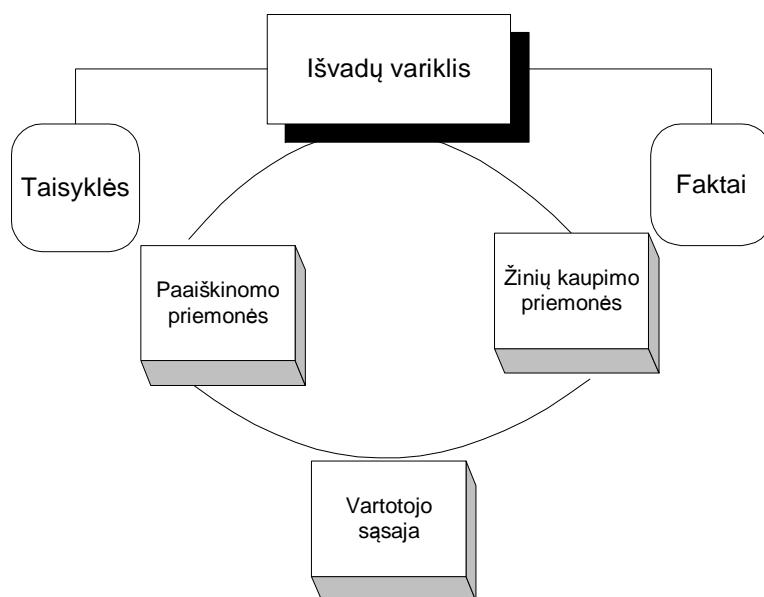 Išvadų variklis
Taisyklės
Faktai
Paaiškinomo
priemonės
Žinių kaupimo
priemonės
Vartotojo
sąsaja